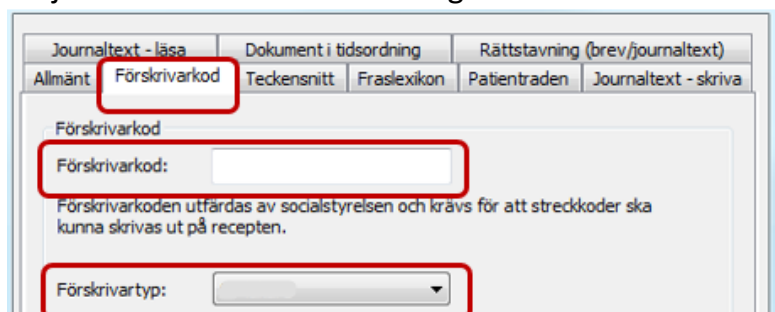 Journaltext - läsa Dokument i tidsordning Rättstavning (brev/journaltext)
Allmänt Förskrivarkod Teckensnitt Fraslexikon Patientraden Journaltext - skriva
Förskrivarkod
Förskrivarkod:
Förskrivarkoden utfärdas av socialstyrelsen och krävs för att streckkoder ska
kunna skrivas ut på recepten.
Förskrivartyp: